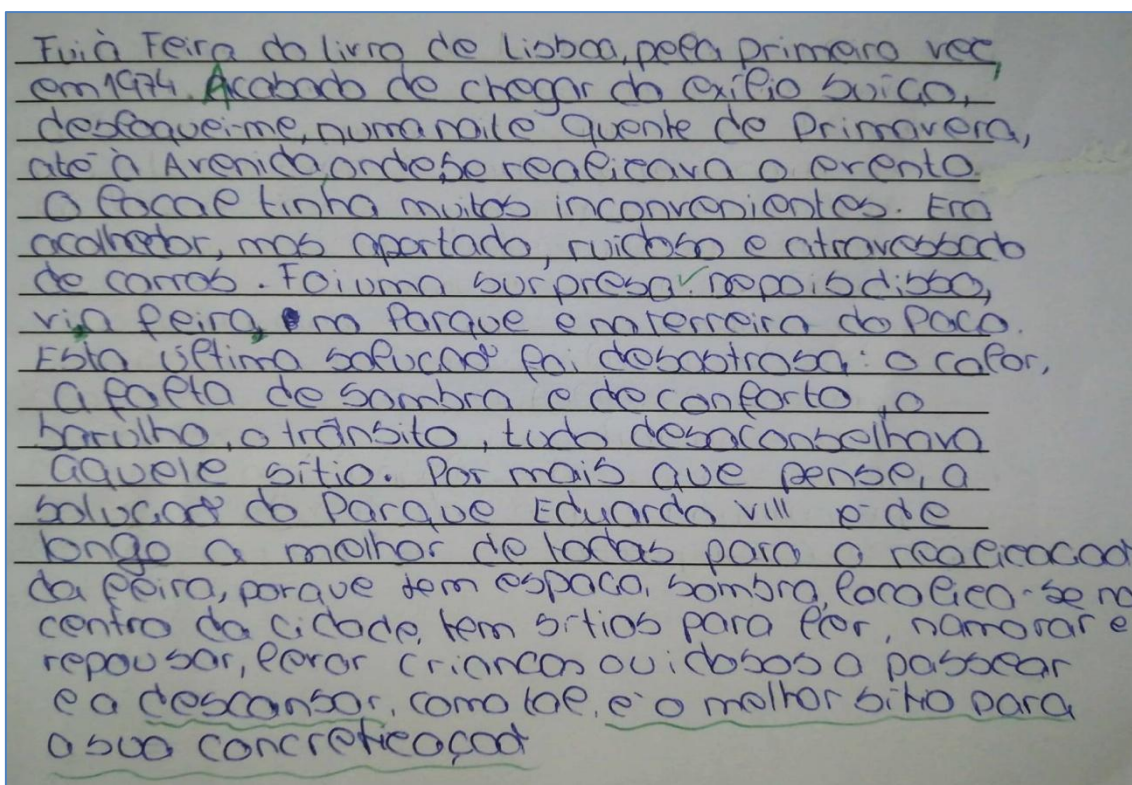 Fui à Feira do livro de Lisboa, pela primeira vez,
em 1974. Acabado de chegar do exílio suíço,
desloquei-me, numa noite quente de Primavera,
até à Avenida, onde se realizava o evento.
O local tinha muitos inconvenientes. Era
acolhedor, mas apertado, ruidoso e atravessado
de carros. Foi uma surpresa. Depois disso,
vi a feira, no Parque e no Terreiro do Paço.
Esta última solução foi desastrosa: o calor,
a falta de sombra e de conforto, o
barulho, o trânsito, tudo desaconselhava
aquele sítio. Por mais que pense, a
solução do Parque Eduardo VIII é de
longe a melhor de todas para a realização
da feira, porque tem espaço, sombra, localiza-se no
centro da cidade, tem sítios para ler, namorar e
repousar, levar crianças ou idosos a passear
e a descansar, como tal, é o melhor sítio para
a sua concretização